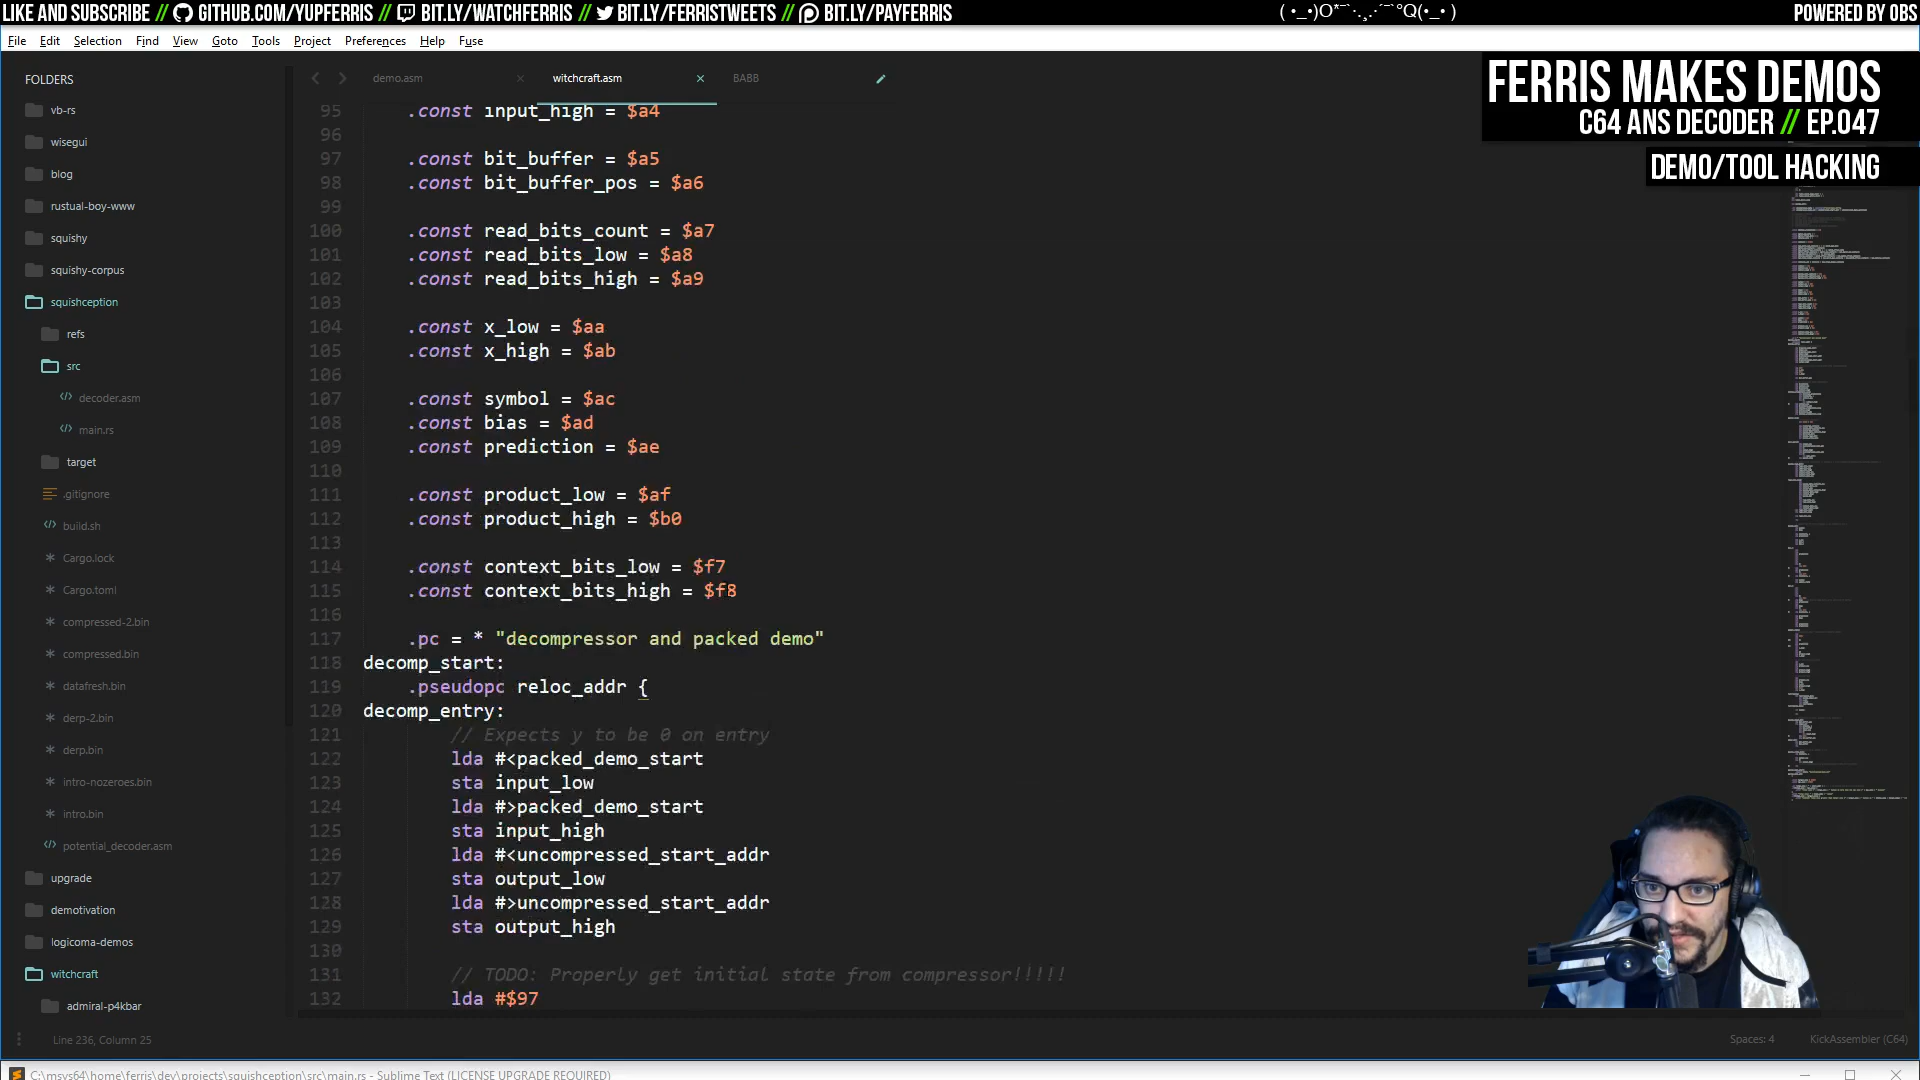 LIKE AND SUBSCRIBE // GITHUB.COM/YUPFERRIS // BIT.LY/WATCHFERRIS // BIT.LY/FERRISTWEETS // BIT.LY/PAYFERRIS
POWERED BY OBS
File Edit Selection Find View Goto Tools Project Preferences Help Fuse
FERRIS MAKES DEMOS
C64 ANS DECODER // EP.047
DEMO/TOOL HACKING
FOLDERS
vb-rs
wisegui
blog
rustual-boy-www
squishy
squishy-corpus
squishception
refs
src
decoder.asm
main.rs
target
.gitignore
build.sh
Cargo.lock
Cargo.toml
compressed-2.bin
compressed.bin
datafresh.bin
derp-2.bin
derp.bin
intro-nozeroes.bin
intro.bin
potential_decoder.asm
upgrade
demotivation
logicoma-demos
witchcraft
admiral-p4kbar
demo.asm × witchcraft.asm × BABB
95 .const input_high = $a4
96
97 .const bit_buffer = $a5
98 .const bit_buffer_pos = $a6
99
100 .const read_bits_count = $a7
101 .const read_bits_low = $a8
102 .const read_bits_high = $a9
103
104 .const x_low = $aa
105 .const x_high = $ab
106
107 .const symbol = $ac
108 .const bias = $ad
109 .const prediction = $ae
110
111 .const product_low = $af
112 .const product_high = $b0
113
114 .const context_bits_low = $f7
115 .const context_bits_high = $f8
116
117 .pc = * "decompressor and packed demo"
118 decomp_start:
119 .pseudopc reloc_addr {
120 decomp_entry:
121 // Expects y to be 0 on entry
122 lda #<packed_demo_start
123 sta input_low
124 lda #>packed_demo_start
125 sta input_high
126 lda #<uncompressed_start_addr
127 sta output_low
128 lda #>uncompressed_start_addr
129 sta output_high
130
131 // TODO: Properly get initial state from compressor!!!!!
132 lda #$97
Line 236, Column 25
Spaces: 4
KickAssembler (C64)
C:\msys64\home\ferris\dev\projects\squishception\src\main.rs - Sublime Text (LICENSE UPGRADE REQUIRED)